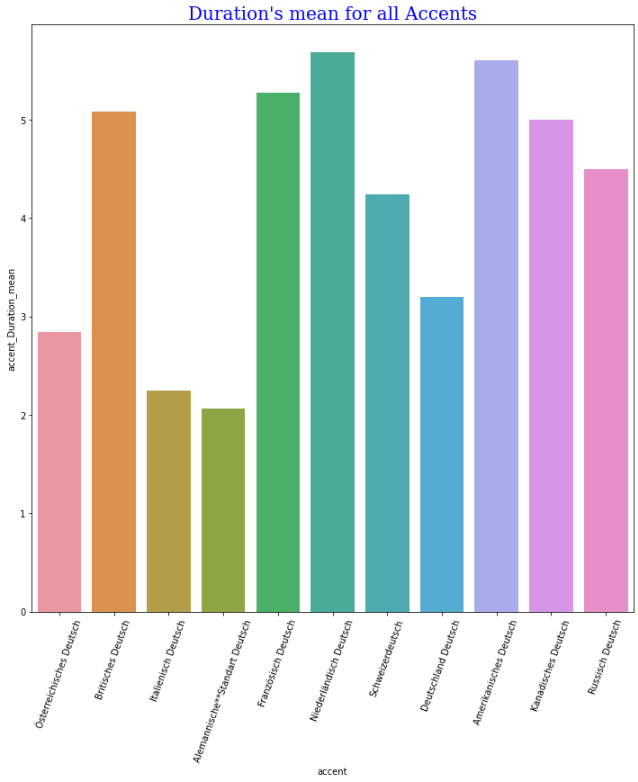 Duration's mean for all Accents
accent_Duration_mean
5
4
3
2
1
0
Österreichisches Deutsch
Britisches Deutsch
Italienisch Deutsch
Alemannische**Standart Deutsch
Französisch Deutsch
Niederländisch Deutsch
Schweizerdeutsch
Deutschland Deutsch
Amerikanisches Deutsch
Kanadisches Deutsch
Russisch Deutsch
accent